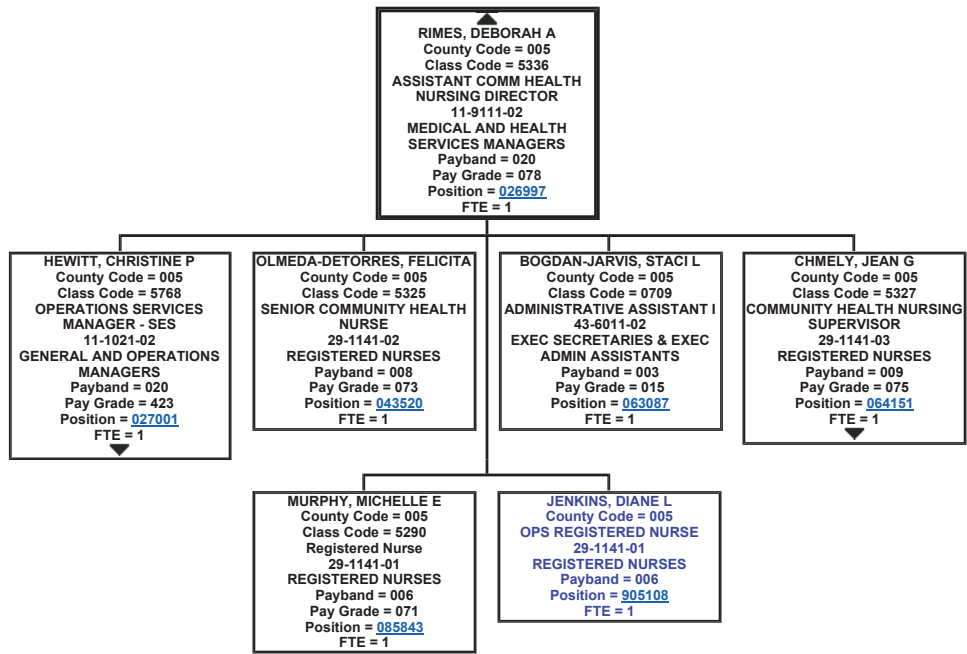 RIMES, DEBORAH A
County Code = 005
Class Code = 5336
ASSISTANT COMM HEALTH
NURSING DIRECTOR
11-9111-02
MEDICAL AND HEALTH
SERVICES MANAGERS
Payband = 020
Pay Grade = 078
Position = 026997
FTE = 1
HEWITT, CHRISTINE P
County Code = 005
Class Code = 5768
OPERATIONS SERVICES
MANAGER - SES
11-1021-02
GENERAL AND OPERATIONS
MANAGERS
Payband = 020
Pay Grade = 423
Position = 027001
FTE = 1
OLMEDA-DETORRES, FELICITA
County Code = 005
Class Code = 5325
SENIOR COMMUNITY HEALTH
NURSE
29-1141-02
REGISTERED NURSES
Payband = 008
Pay Grade = 073
Position = 043520
FTE = 1
BOGDAN-JARVIS, STACI L
County Code = 005
Class Code = 0709
ADMINISTRATIVE ASSISTANT I
43-6011-02
EXEC SECRETARIES & EXEC
ADMIN ASSISTANTS
Payband = 003
Pay Grade = 015
Position = 063087
FTE = 1
CHMELY, JEAN G
County Code = 005
Class Code = 5327
COMMUNITY HEALTH NURSING
SUPERVISOR
29-1141-03
REGISTERED NURSES
Payband = 009
Pay Grade = 075
Position = 064151
FTE = 1
MURPHY, MICHELLE E
County Code = 005
Class Code = 5290
Registered Nurse
29-1141-01
REGISTERED NURSES
Payband = 006
Pay Grade = 071
Position = 085843
FTE = 1
JENKINS, DIANE L
County Code = 005
OPS REGISTERED NURSE
29-1141-01
REGISTERED NURSES
Payband = 006
Position = 905108
FTE = 1